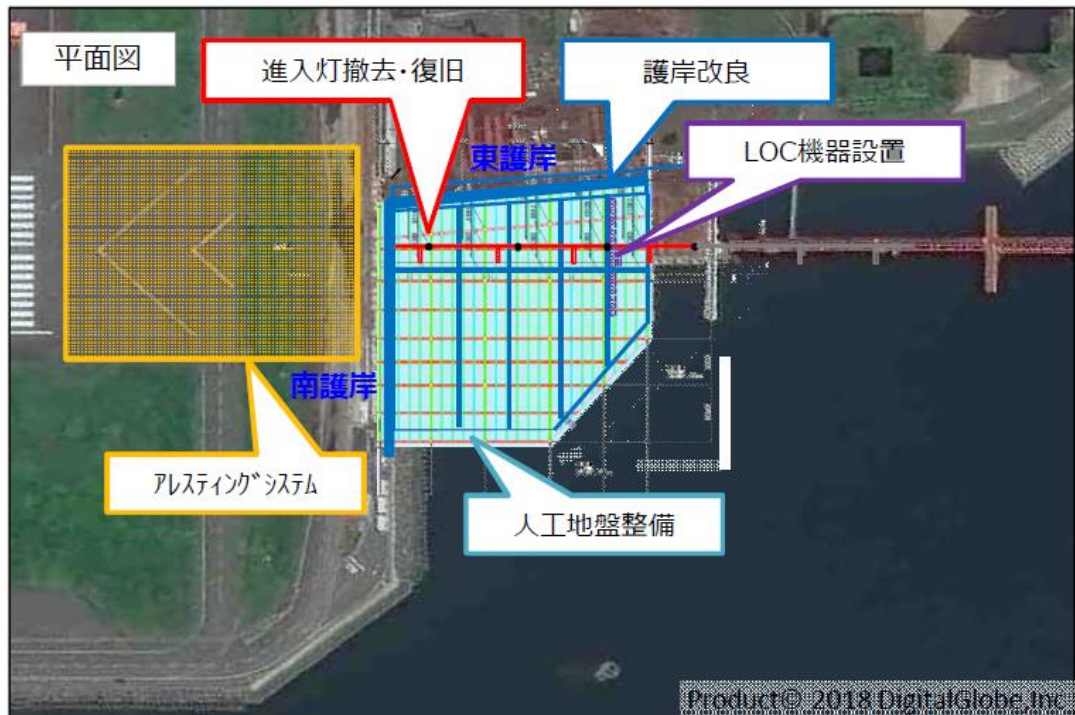 平面図
進入灯撤去・復旧
護岸改良
LOC機器設置
東護岸
南護岸
ｱﾚｽﾃｨﾝｸﾞｼｽﾃﾑ
人工地盤整備
Product© 2018 DigitalGlobe,Inc.